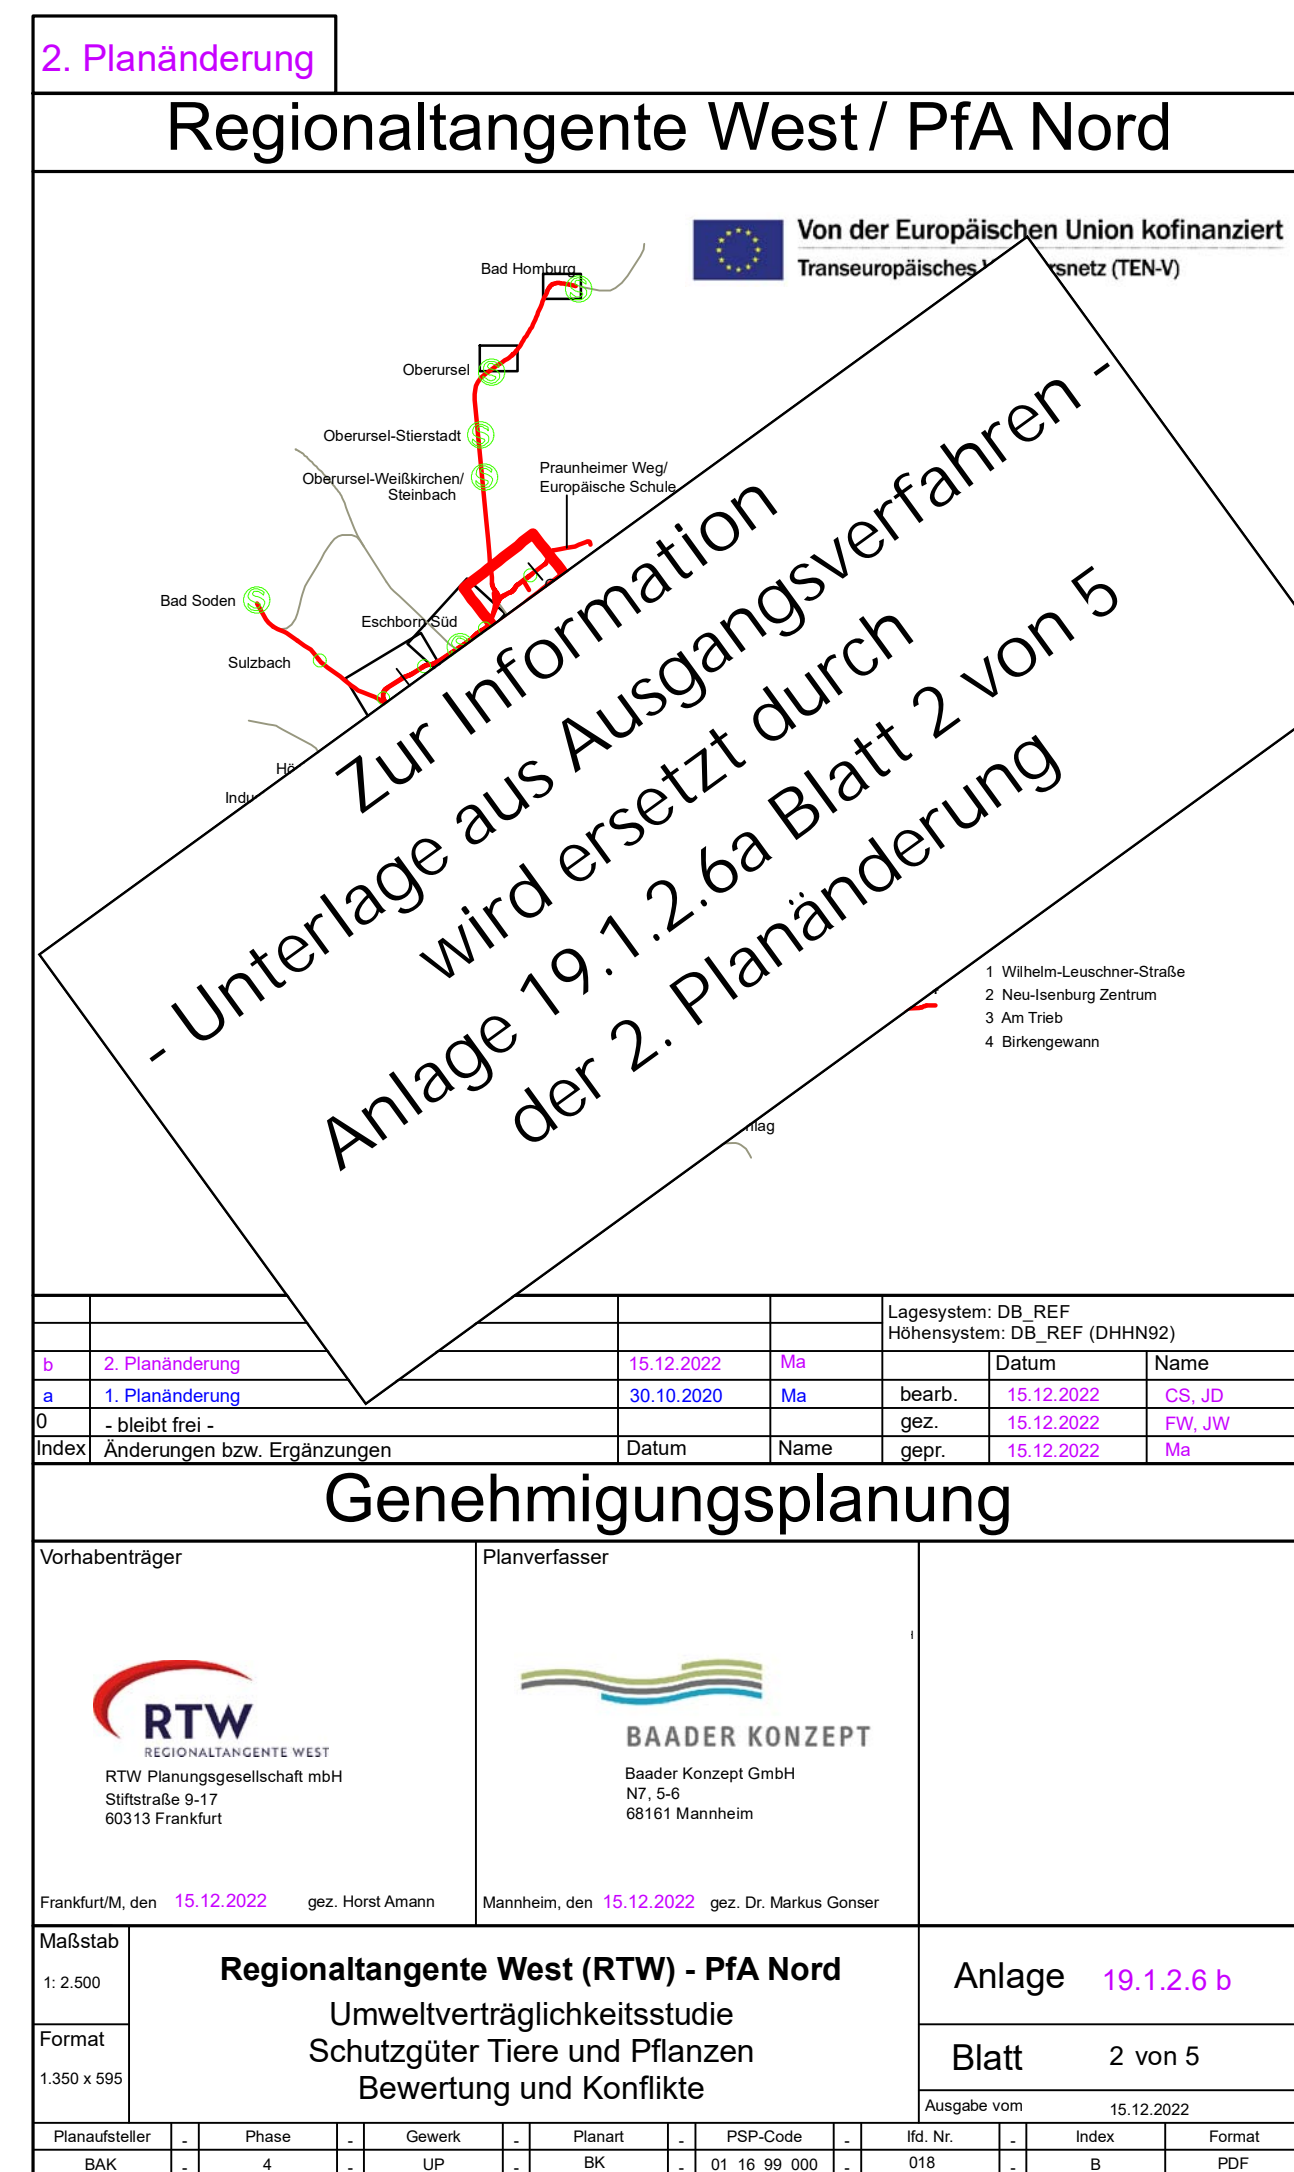 2. Planänderung
Regionaltangente West / PfA Nord
Von der Europäischen Union kofinanziert
Transeuropäisches
rsnetz (TEN-V)
Bad Homburg
Oberursel
Oberursel-Stierstadt
Oberursel-Weißkirchen/
Steinbach
Praunheimer Weg/
Europäische Schule
Bad Soden
Eschborn-Süd
Sulzbach
Hö
Indu
Zur Information
- Unterlage aus Ausgangsverfahren -
wird ersetzt durch
Anlage 19.1.2.6a Blatt 2 von 5
der 2. Planänderung
1 Wilhelm-Leuschner-Straße
2 Neu-Isenburg Zentrum
3 Am Trieb
4 Birkengewann
lag
Lagesystem: DB_REF
Höhensystem: DB_REF (DHHN92)
b 2. Planänderung 15.12.2022 Ma Datum Name
a 1. Planänderung 30.10.2020 Ma bearb. 15.12.2022 CS, JD
0 - bleibt frei - gez. 15.12.2022 FW, JW
Index Änderungen bzw. Ergänzungen Datum Name gepr. 15.12.2022 Ma
Genehmigungsplanung
Vorhabenträger
Planverfasser
RTW
REGIONALTANGENTE WEST
RTW Planungsgesellschaft mbH
Stiftstraße 9-17
60313 Frankfurt
BAADER KONZEPT
Baader Konzept GmbH
N7, 5-6
68161 Mannheim
Frankfurt/M, den 15.12.2022 gez. Horst Amann
Mannheim, den 15.12.2022 gez. Dr. Markus Gonser
Maßstab
1: 2.500
Format
1.350 x 595
Regionaltangente West (RTW) - PfA Nord
Umweltverträglichkeitsstudie
Schutzgüter Tiere und Pflanzen
Bewertung und Konflikte
Anlage 19.1.2.6 b
Blatt 2 von 5
Ausgabe vom 15.12.2022
Planaufsteller - Phase - Gewerk - Planart - PSP-Code - lfd. Nr. - Index Format
BAK - 4 - UP - BK - 01 16 99 000 - 018 - B PDF